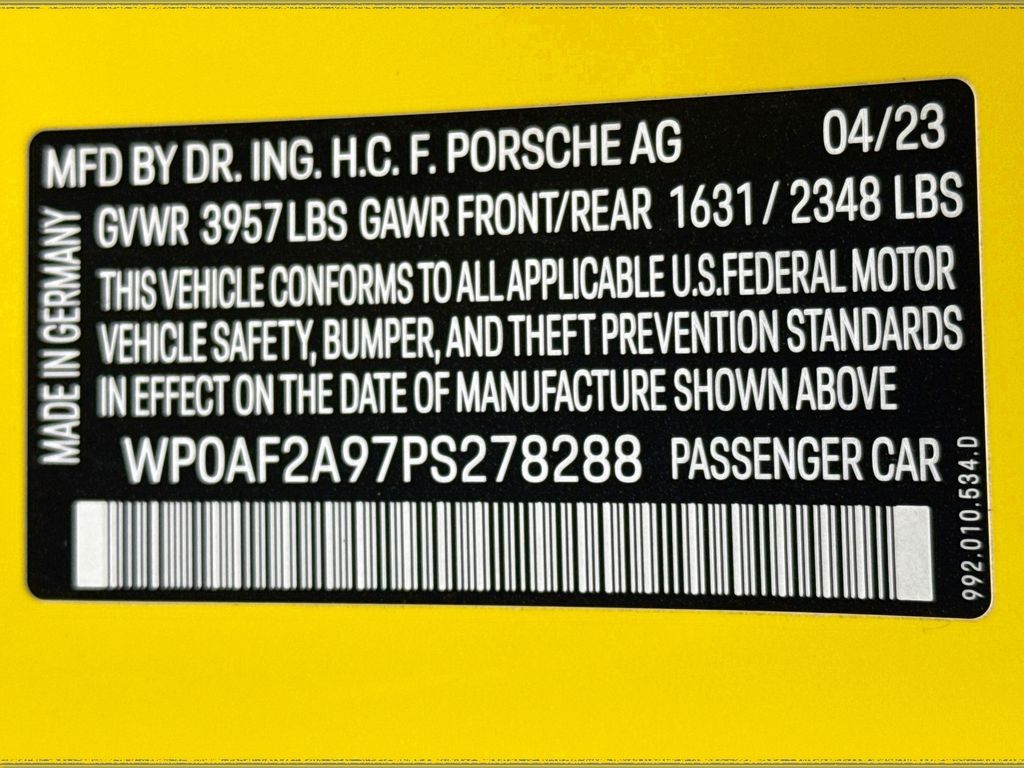 MFD BY DR. ING. H.C. F. PORSCHE AG 04/23
GVWR 3957 LBS GAWR FRONT/REAR 1631 / 2348 LBS
THIS VEHICLE CONFORMS TO ALL APPLICABLE U.S.FEDERAL MOTOR
VEHICLE SAFETY, BUMPER, AND THEFT PREVENTION STANDARDS
IN EFFECT ON THE DATE OF MANUFACTURE SHOWN ABOVE
WP0AF2A97PS278288 PASSENGER CAR
MADE IN GERMANY
992.010.534.D